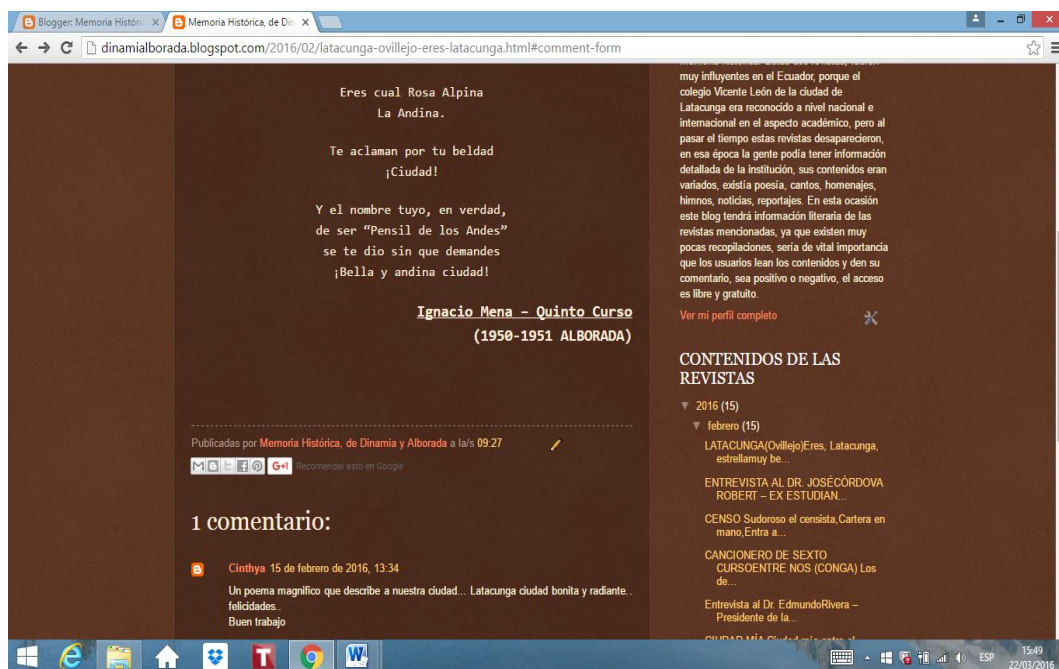 Blogger: Memoria Históri
Memoria Histórica, de Din
dinamialborada.blogspot.com/2016/02/latacunga-ovillejo-eres-latacunga.html#comment-form
Eres cual Rosa Alpina
La Andina.
Te aclaman por tu beldad
¡Ciudad!
Y el nombre tuyo, en verdad,
de ser “Pensil de los Andes”
se te dio sin que demandes
¡Bella y andina ciudad!
Ignacio Mena – Quinto Curso
(1950-1951 ALBORADA)
Publicadas por Memoria Histórica, de Dinamia y Alborada a la/s 09:27
G+1 Recomendar esto en Google
1 comentario:
Cinthya 15 de febrero de 2016, 13:34
Un poema magnifico que describe a nuestra ciudad... Latacunga ciudad bonita y radiante..
felicidades..
Buen trabajo
muy influyentes en el Ecuador, porque el
colegio Vicente León de la ciudad de
Latacunga era reconocido a nivel nacional e
internacional en el aspecto académico, pero al
pasar el tiempo estas revistas desaparecieron,
en esa época la gente podía tener información
detallada de la institución, sus contenidos eran
variados, existía poesía, cantos, homenajes,
himnos, noticias, reportajes. En esta ocasión
este blog tendrá información literaria de las
revistas mencionadas, ya que existen muy
pocas recopilaciones, sería de vital importancia
que los usuarios lean los contenidos y den su
comentario, sea positivo o negativo, el acceso
es libre y gratuito.
Ver mi perfil completo
CONTENIDOS DE LAS
REVISTAS
▼ 2016 (15)
▼ febrero (15)
LATACUNGA(Ovillejo)Eres, Latacunga,
estrellamuy be...
ENTREVISTA AL DR. JOSÉCÓRDOVA
ROBERT – EX ESTUDIAN...
CENSO Sudoroso el censista,Cartera en
mano,Entra a...
CANCIONERO DE SEXTO
CURSOENTRE NOS (CONGA) Los
de...
Entrevista al Dr. EdmundoRivera –
Presidente de la...
ESP
15:49
22/03/2016